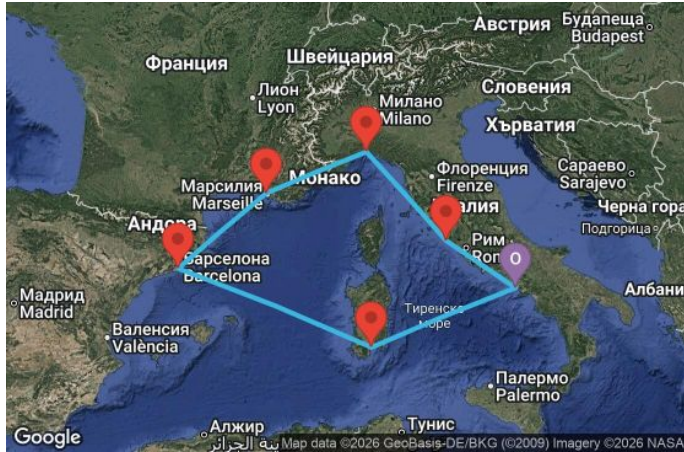 Австрия
Будапеща
Budapest
Франция
Швейцария
Словения
Лион
Lyon
Милано
Milano
Хърватия
Монако
Флоренция
Firenze
Сараево
Sarajevo
Марсилия
Marseille
Андора
Черна гора
Подгорица
Рим
Барселона
Barcelona
O
Мадрид
Madrid
Тиренско
море
Валенсия
València
Палермо
Palermo
Алжир
Тунис
Google
Map data ©2026 GeoBasis-DE/BKG (©2009) Imagery ©2026 NASA